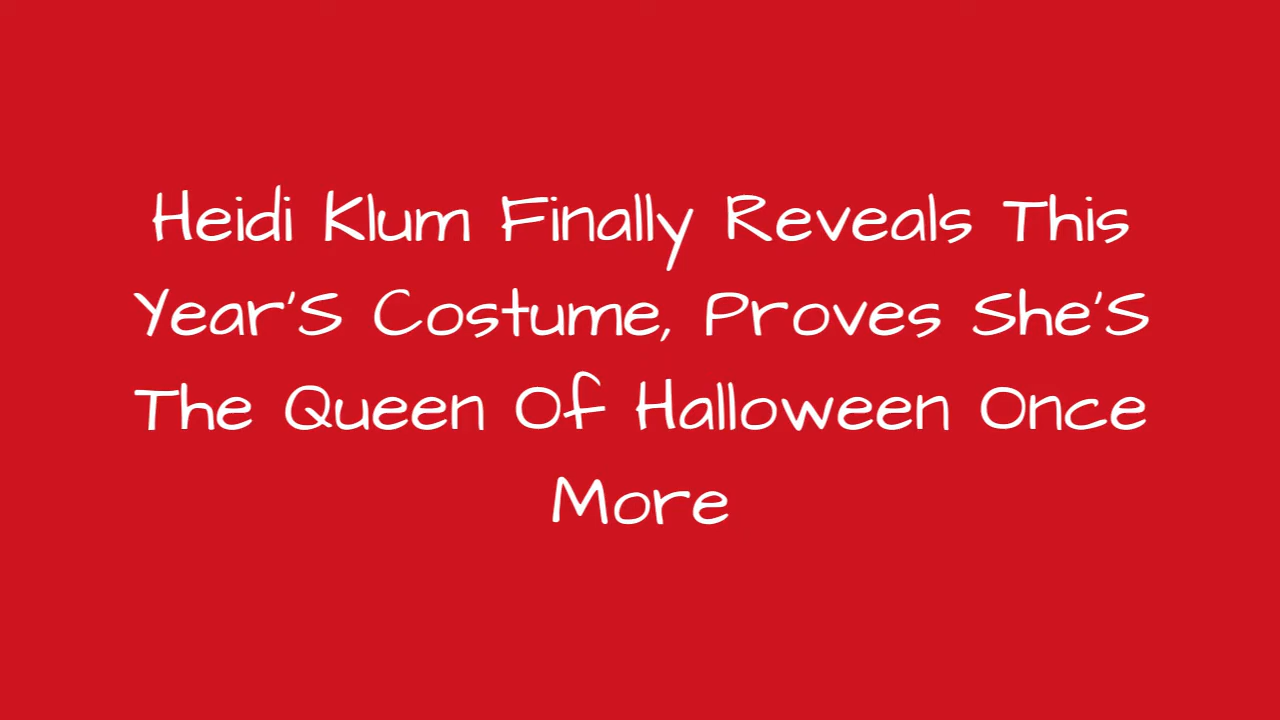 Heidi Klum Finally Reveals This
Year'S Costume, Proves She'S
The Queen Of Halloween Once
More